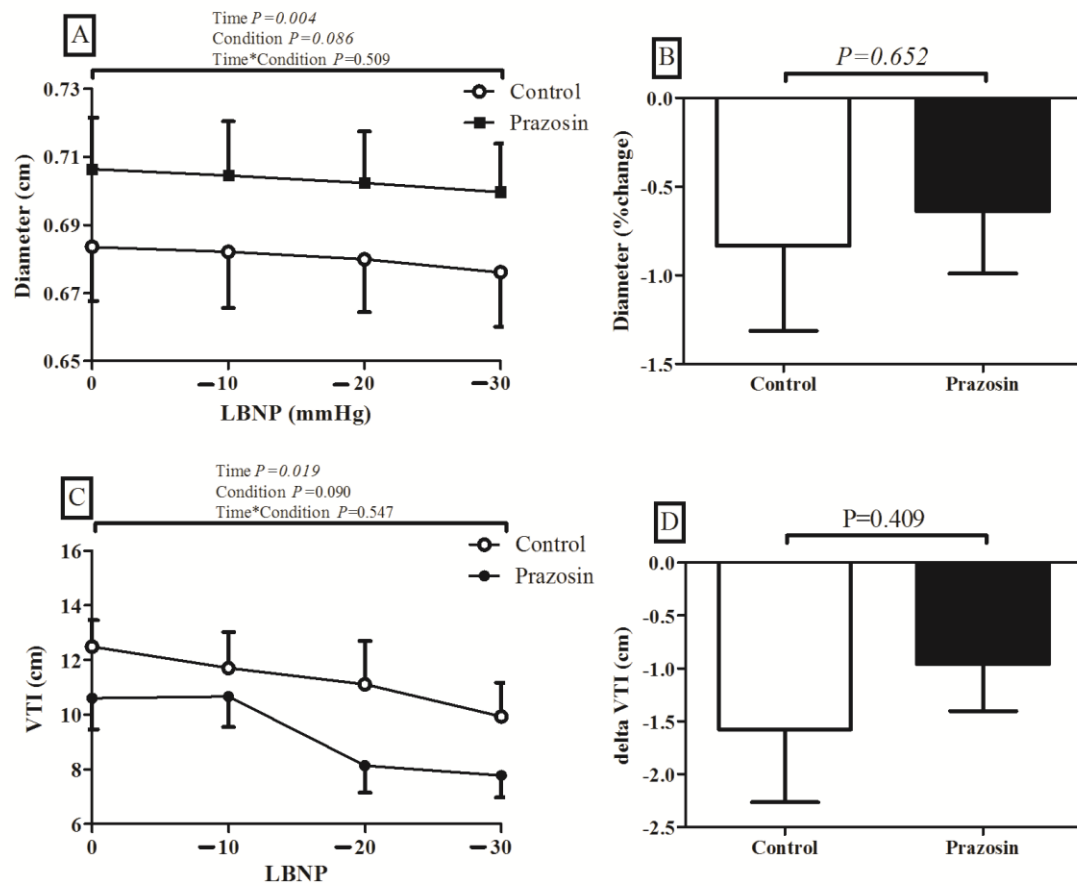 A
Time P=0.004
Condition P=0.086
Time*Condition P=0.509
Control
Prazosin
0.73
0.71
0.69
0.67
0.65
Diameter (cm)
0
−10
−20
−30
LBNP (mmHg)
B
P=0.652
0.0
-0.5
-1.0
-1.5
Diameter (%change)
Control
Prazosin
C
Time P=0.019
Condition P=0.090
Time*Condition P=0.547
Control
Prazosin
16
14
12
10
8
6
VTI (cm)
0
−10
−20
−30
LBNP
D
P=0.409
0.0
-0.5
-1.0
-1.5
-2.0
-2.5
delta VTI (cm)
Control
Prazosin